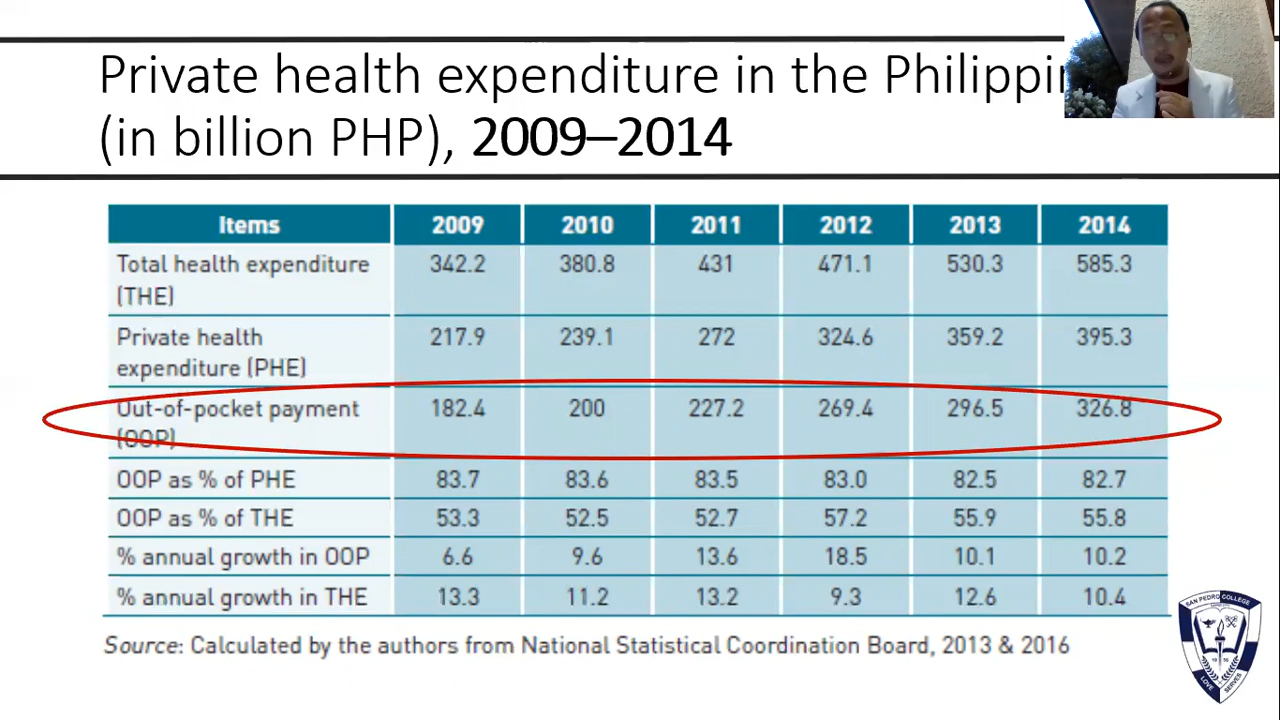 Private health expenditure in the
(in billion PHP), 2009–2014
Items 2009 2010 2011 2012 2013 2014
Total health expenditure 342.2 380.8 431 471.1 530.3 585.3
(THE)
Private health 217.9 239.1 272 324.6 359.2 395.3
expenditure (PHE)
Out-of-pocket payment 182.4 200 227.2 269.4 296.5 326.8
(OOP)
OOP as % of PHE 83.7 83.6 83.5 83.0 82.5 82.7
OOP as % of THE 53.3 52.5 52.7 57.2 55.9 55.8
% annual growth in OOP 6.6 9.6 13.6 18.5 10.1 10.2
% annual growth in THE 13.3 11.2 13.2 9.3 12.6 10.4
Source: Calculated by the authors from National Statistical Coordination Board, 2013 & 2016
SAN PEDRO COLLEGE
LOVE SERVES